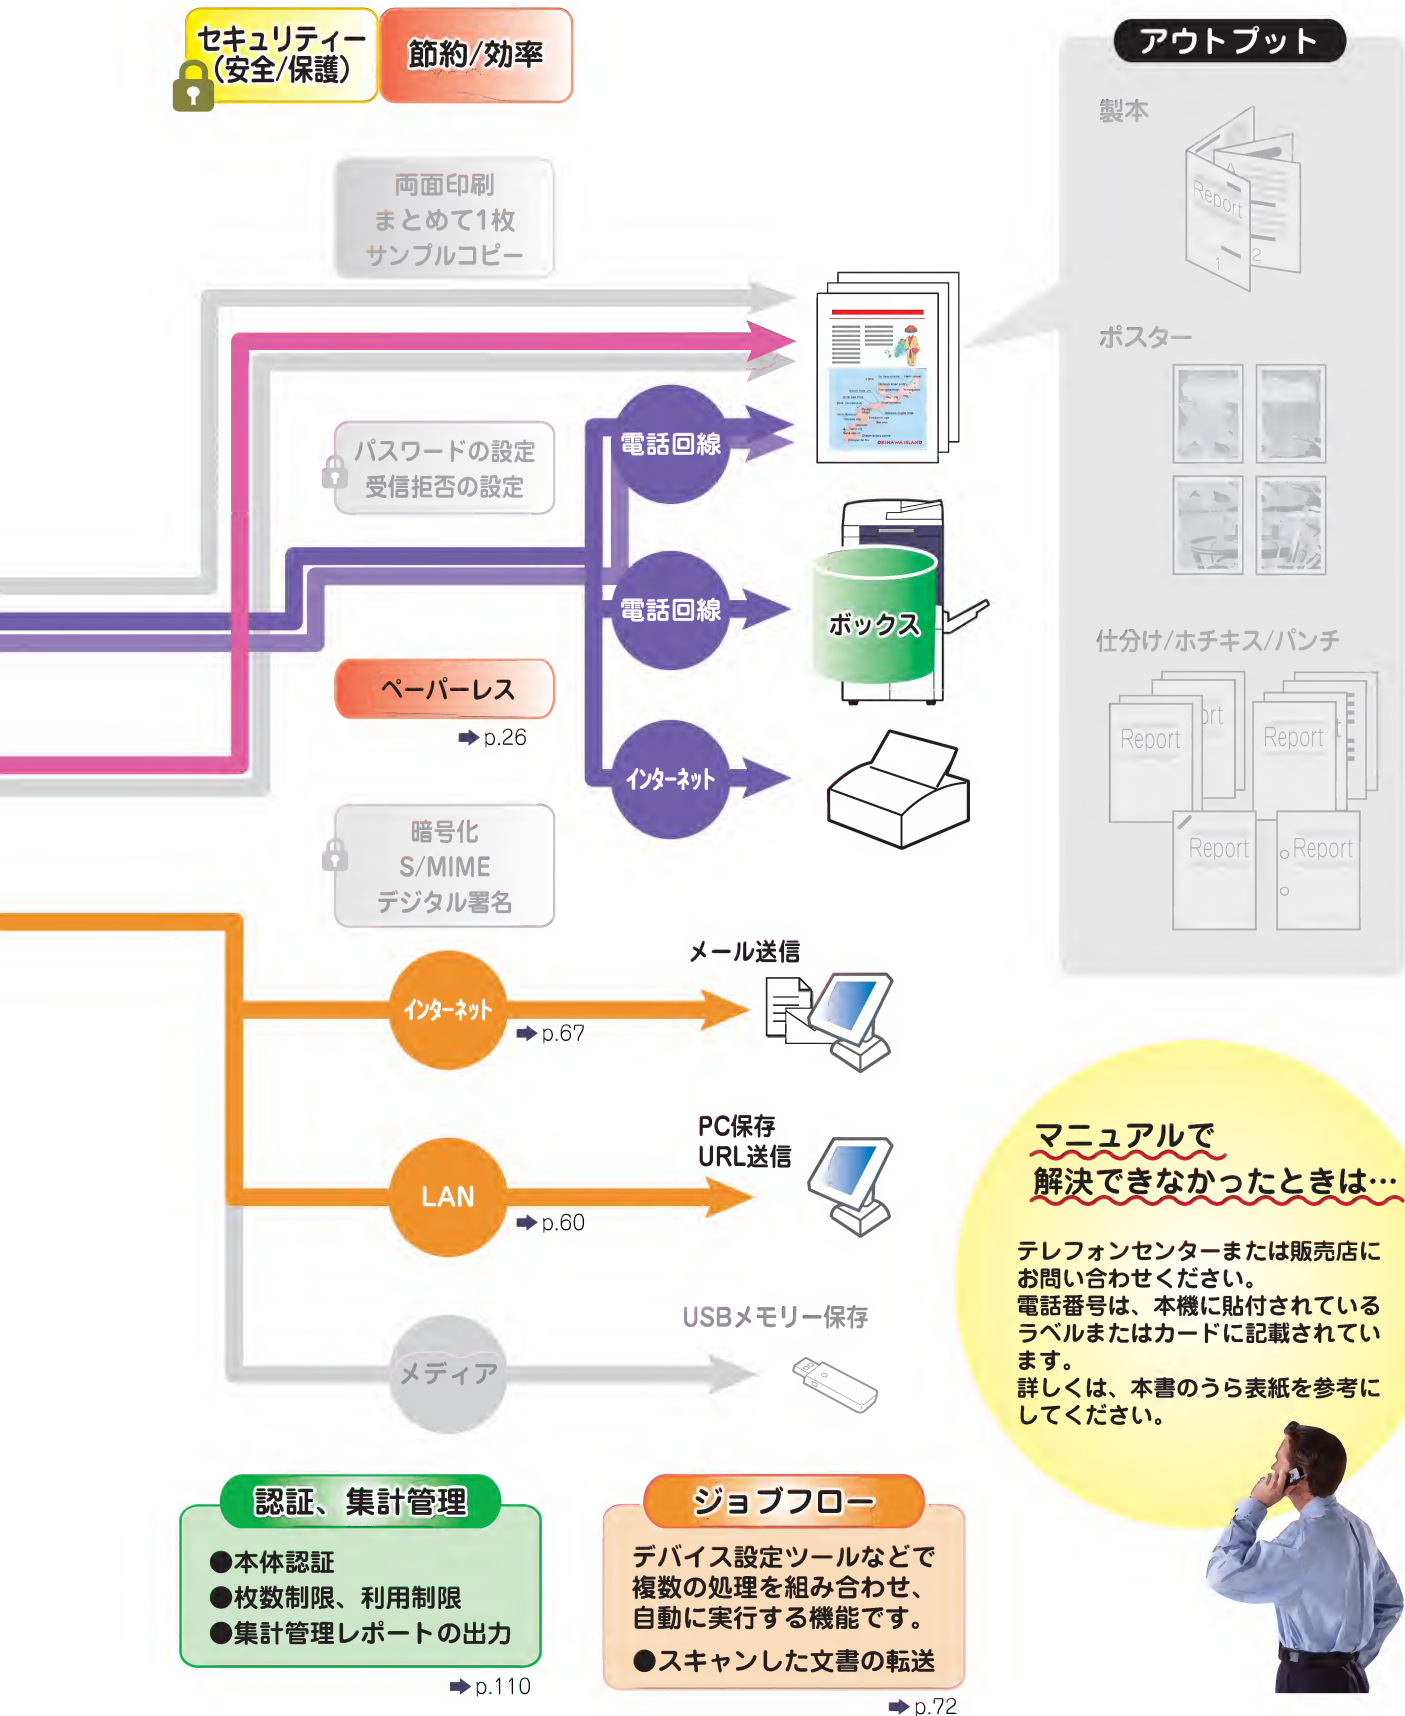 セキュリティー
（安全/保護）
節約/効率
両面印刷
まとめて1枚
サンプルコピー
電話回線
OKINAWA ISLAND
パスワードの設定
受信拒否の設定
電話回線
ボックス
ペーパーレス
p.26
インターネット
暗号化
S/MIME
デジタル署名
メール送信
インターネット
p.67
PC保存
URL送信
LAN
p.60
USBメモリー保存
メディア
アウトプット
製本
Report
1
2
ポスター
仕分け/ホチキス/パンチ
Report
Report
Report
Report
マニュアルで
解決できなかったときは…
テレフォンセンターまたは販売店に
お問い合わせください。
電話番号は、本機に貼付されている
ラベルまたはカードに記載されてい
ます。
詳しくは、本書のうら表紙を参考に
してください。
認証、集計管理
●本体認証
●枚数制限、利用制限
●集計管理レポートの出力
p.110
ジョブフロー
デバイス設定ツールなどで
複数の処理を組み合わせ、
自動に実行する機能です。
●スキャンした文書の転送
p.72